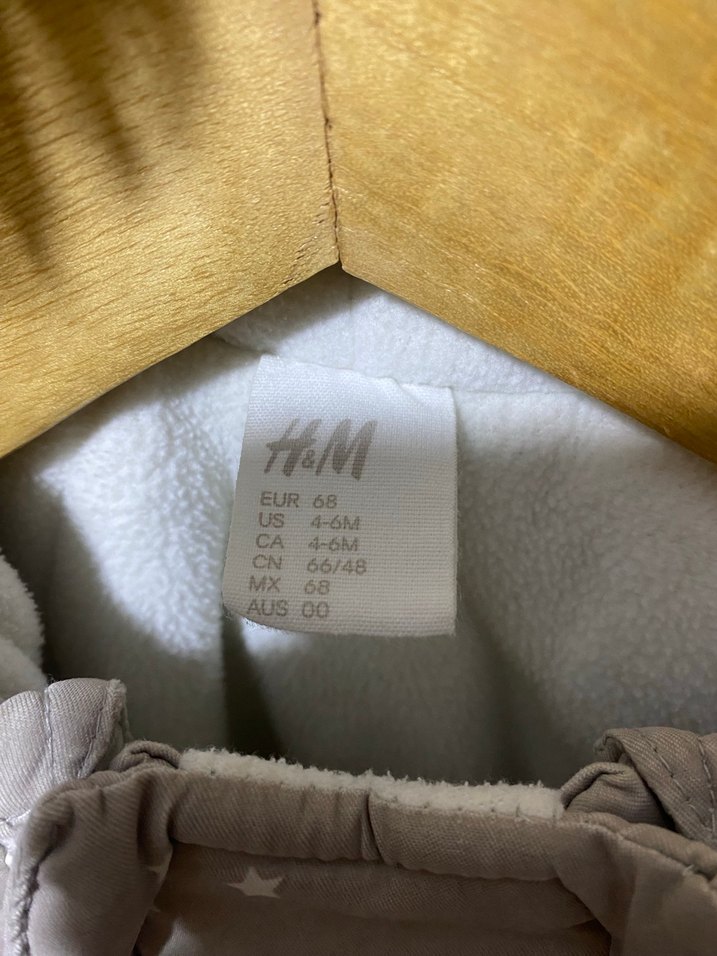 H&M
EUR 68
US 4-6M
CA 4-6M
CN 66/48
MX 68
AUS 00